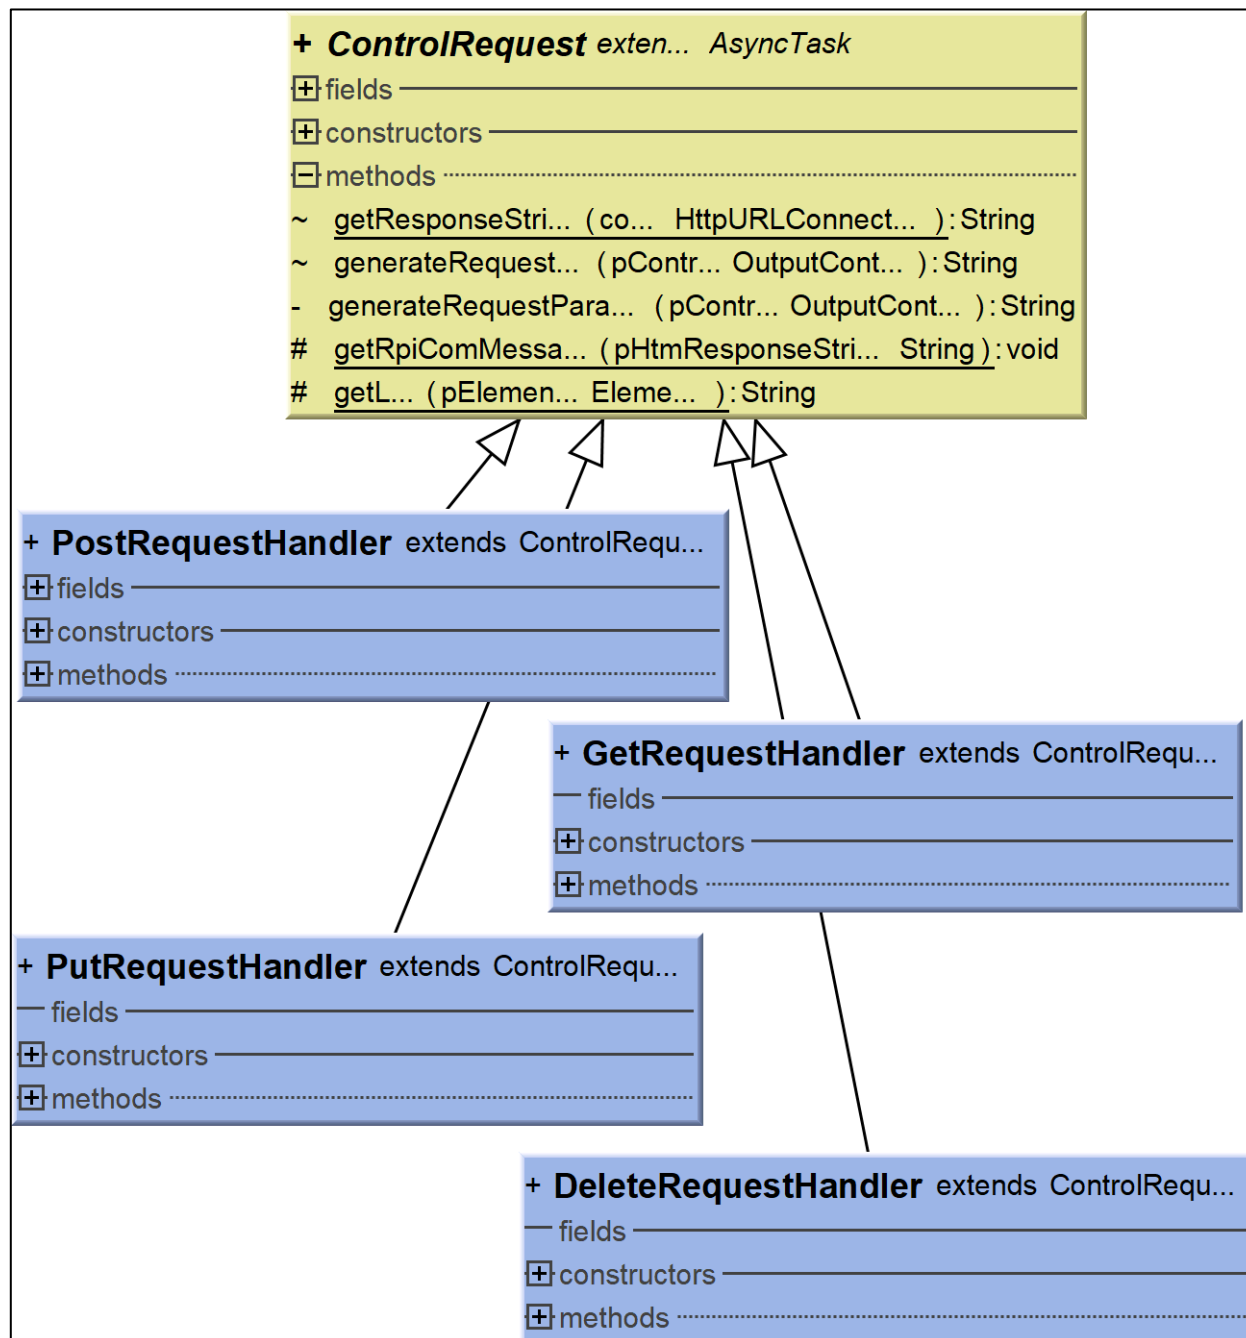 + ControlRequest exten... AsyncTask
+ fields
+ constructors
- methods
~ getResponseStri... ( co... HttpURLConnect... ): String
~ generateRequest... ( pContr... OutputCont... ): String
- generateRequestPara... ( pContr... OutputCont... ): String
# getRpiComMessa... ( pHtmResponseStri... String ): void
# getL... ( pElemen... Eleme... ): String
+ PostRequestHandler extends ControlRequ...
+ fields
+ constructors
+ methods
+ GetRequestHandler extends ControlRequ...
fields
+ constructors
+ methods
+ PutRequestHandler extends ControlRequ...
fields
+ constructors
+ methods
+ DeleteRequestHandler extends ControlRequ...
fields
+ constructors
+ methods